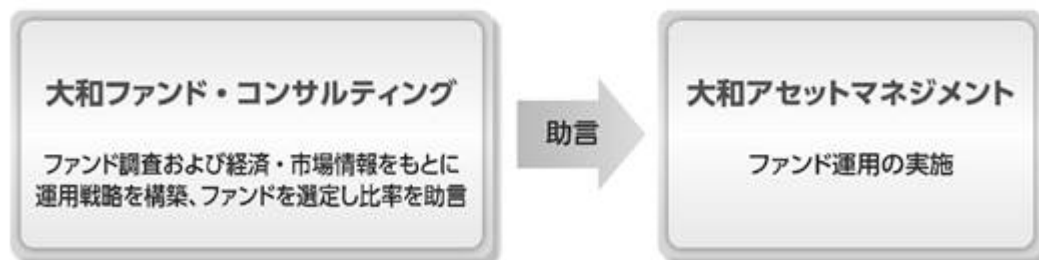 大和ファンド・コンサルティング
ファンド調査および経済・市場情報をもとに
運用戦略を構築、ファンドを選定し比率を助言
助言
大和アセットマネジメント
ファンド運用の実施